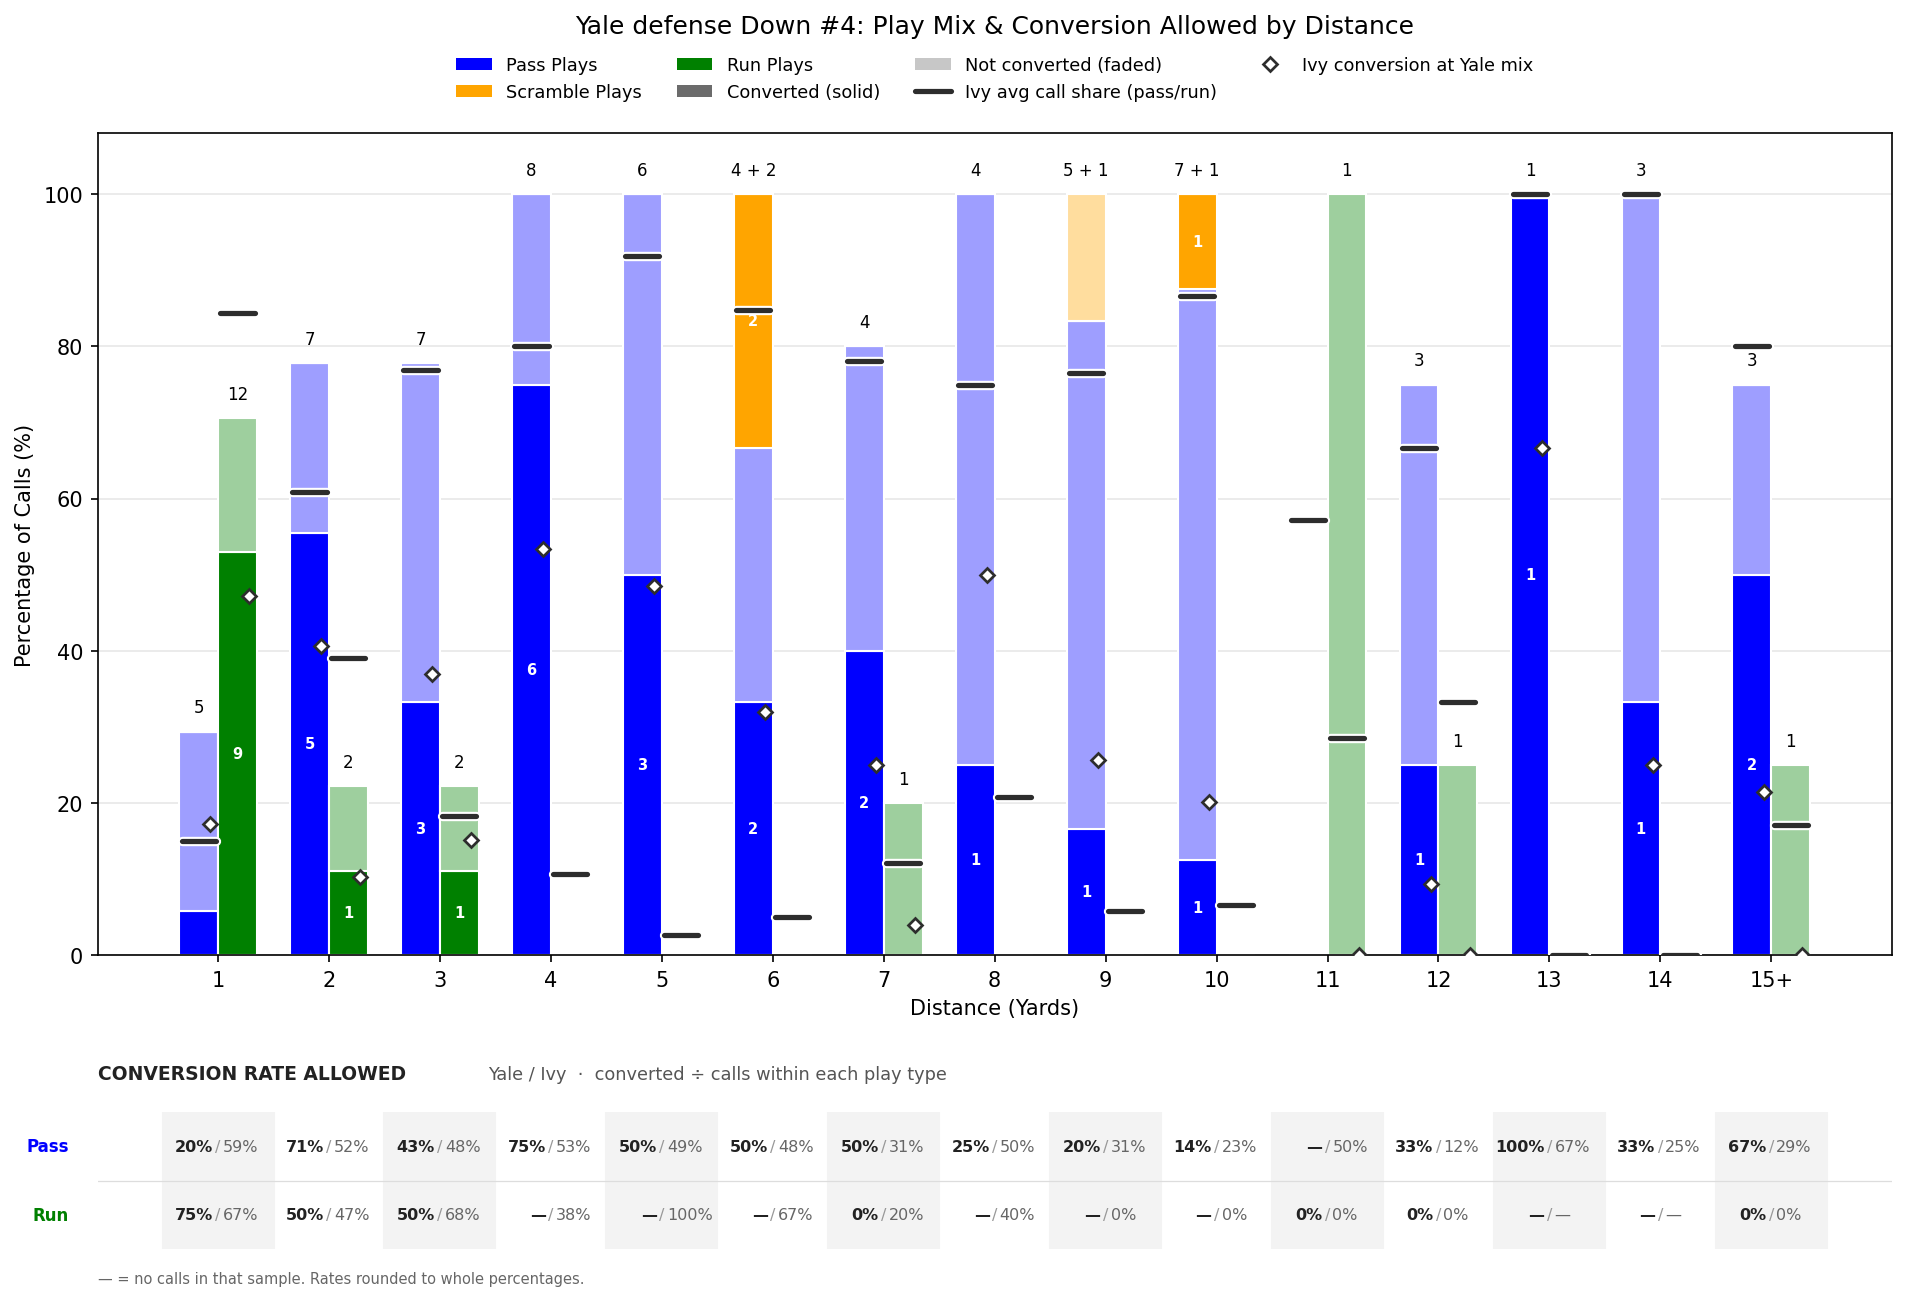 Yale defense Down #4: Play Mix & Conversion Allowed by Distance
Pass Plays
Run Plays
Not converted (faded)
Ivy conversion at Yale mix
Scramble Plays
Converted (solid)
Ivy avg call share (pass/run)
8 6 4 + 2 4 5 + 1 7 + 1 1 1 3
100
1
7 7 4 3 3
2
80
12
60
1
6
40
5 2 2 1 1 1
9 5 3 2
3 2 2 1 1 1
20
1 1 1 1
0
Percentage of Calls (%)
1 2 3 4 5 6 7 8 9 10 11 12 13 14 15+
Distance (Yards)
CONVERSION RATE ALLOWED Yale / Ivy · converted ÷ calls within each play type
Pass 20% / 59% 71% / 52% 43% / 48% 75% / 53% 50% / 49% 50% / 48% 50% / 31% 25% / 50% 20% / 31% 14% / 23% — / 50% 33% / 12% 100% / 67% 33% / 25% 67% / 29%
Run 75% / 67% 50% / 47% 50% / 68% — / 38% — / 100% — / 67% 0% / 20% — / 40% — / 0% — / 0% 0% / 0% 0% / 0% — / — — / — 0% / 0%
— = no calls in that sample. Rates rounded to whole percentages.